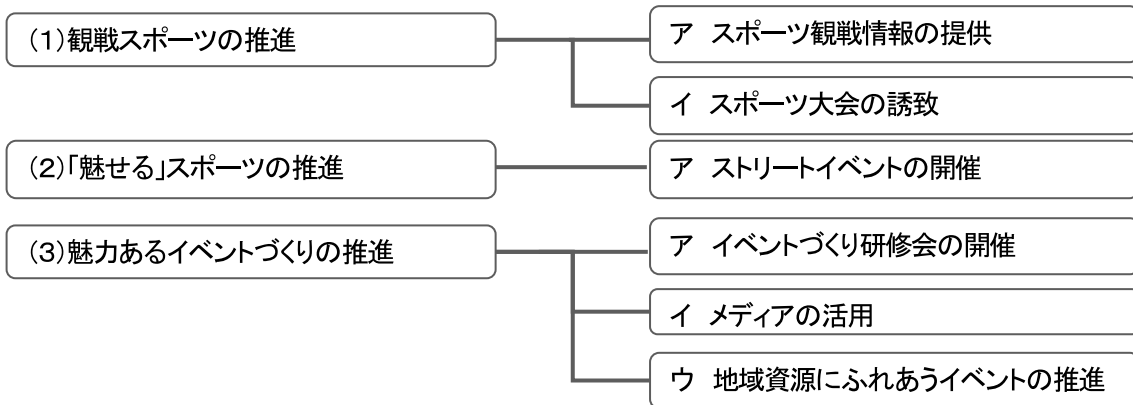 （１）観戦スポーツの推進
ア　スポーツ観戦情報の提供
イ　スポーツ大会の誘致
（２）「魅せる」スポーツの推進
ア　ストリートイベントの開催
（３）魅力あるイベントづくりの推進
ア　イベントづくり研修会の開催
イ　メディアの活用
ウ　地域資源にふれあうイベントの推進